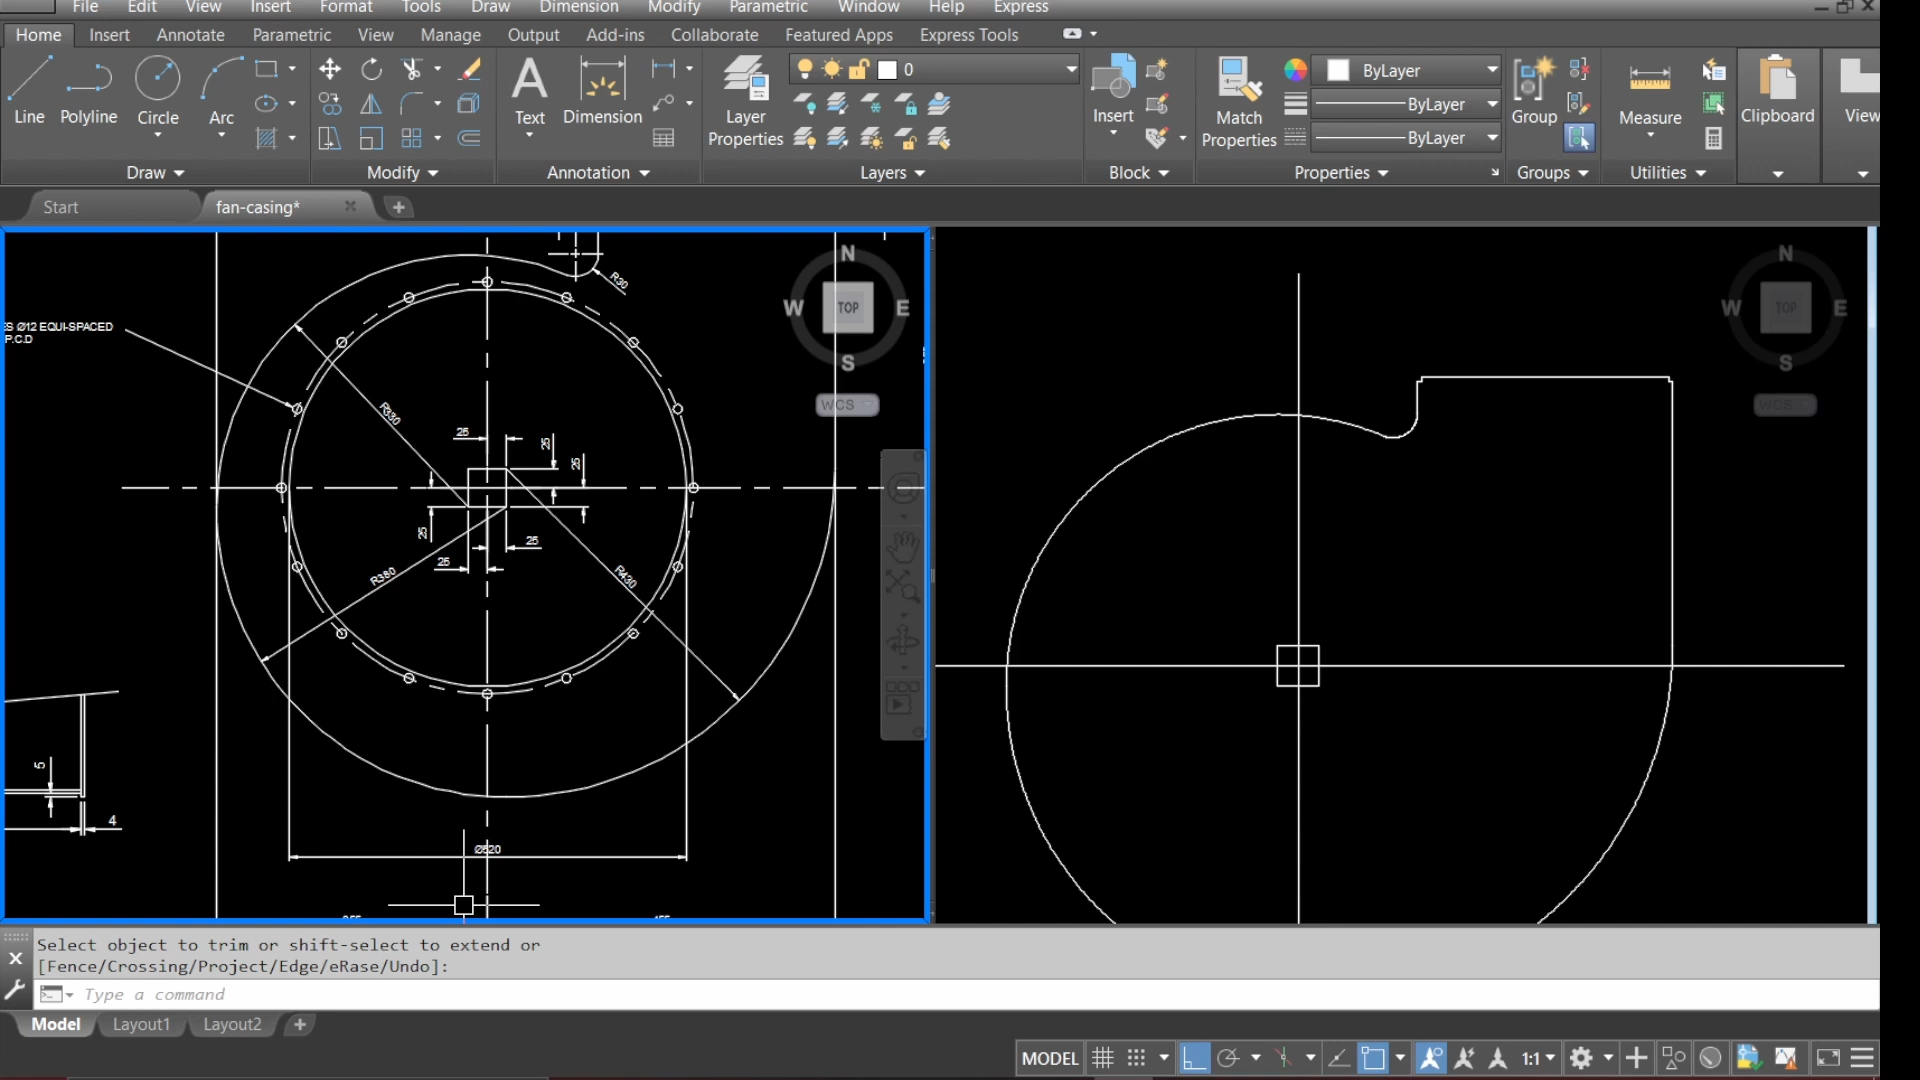 File Edit View Insert Format Tools Draw Dimension Modify Parametric Window Help Express
Home Insert Annotate Parametric View Manage Output Add-ins Collaborate Featured Apps Express Tools
Line Polyline Circle Arc
Text Dimension
Layer Properties
0
Insert
Match Properties
ByLayer
ByLayer
ByLayer
Group
Measure
Clipboard
View
Draw Modify Annotation Layers Block Properties Groups Utilities
Start fan-casing*
N
W TOP E
S
WCS
N
W TOP E
S
WCS
R30
S Ø12 EQUI-SPACED
P.C.D
R330
25
25
25
25
25
25
R380
R430
5
4
Ø520
Select object to trim or shift-select to extend or
[Fence/Crossing/Project/Edge/eRase/Undo]:
Type a command
Model Layout1 Layout2
MODEL 1:1